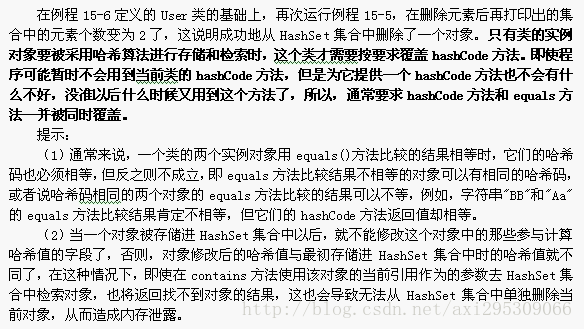 在例程 15-6 定义的 User 类的基础上，再次运行例程 15-5，在删除元素后再打印出的集
合中的元素个数变为 2 了，这说明成功地从 HashSet 集合中删除了一个对象。只有类的实例
对象要被采用哈希算法进行存储和检索时，这个类才需要按要求覆盖 hashCode 方法。即使程
序可能暂时不会用到当前类的 hashCode 方法，但是为它提供一个 hashCode 方法也不会有什
么不好，没准以后什么时候又用到这个方法了，所以，通常要求 hashCode 方法和 equals 方
法一并被同时覆盖。
提示：
（1）通常来说，一个类的两个实例对象用 equals()方法比较的结果相等时，它们的哈希
码也必须相等，但反之则不成立，即 equals 方法比较结果不相等的对象可以有相同的哈希码，
或者说哈希码相同的两个对象的 equals 方法比较的结果可以不等，例如，字符串"BB"和"Aa"
的 equals 方法比较结果肯定不相等，但它们的 hashCode 方法返回值却相等。
（2）当一个对象被存储进 HashSet 集合中以后，就不能修改这个对象中的那些参与计算
哈希值的字段了，否则，对象修改后的哈希值与最初存储进 HashSet 集合中时的哈希值就不
同了，在这种情况下，即使在 contains 方法使用该对象的当前引用作为的参数去 HashSet 集
合中检索对象，也将返回找不到对象的结果，这也会导致无法从 HashSet 集合中单独删除当
前对象，从而造成内存泄露。
http://blog.csdn.net/ax1295309066